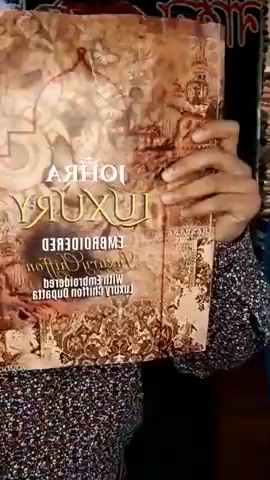 JOHRA
LUXURY
EMBROIDERED
Luxury Chiffon
With Embroidered
Luxury Chiffon Dupatta